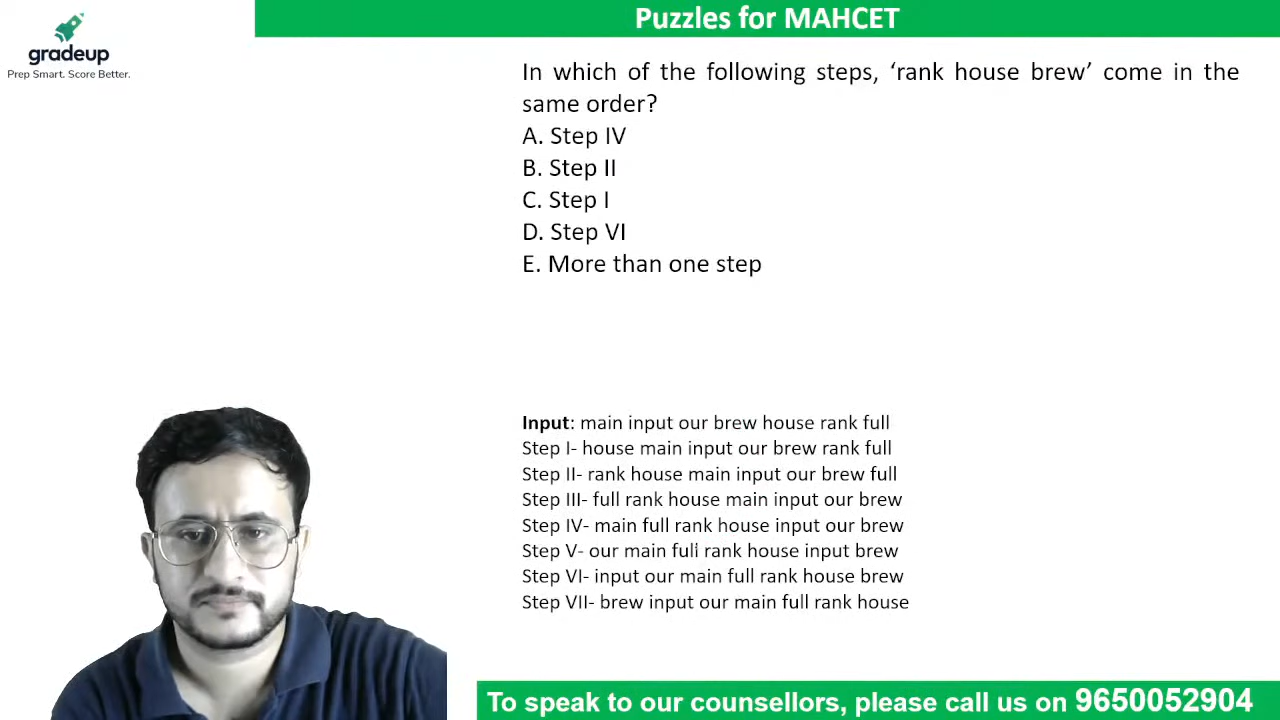 Puzzles for MAHCET
gradeup
Prep Smart. Score Better.
In which of the following steps, ‘rank house brew’ come in the
same order?
A. Step IV
B. Step II
C. Step I
D. Step VI
E. More than one step
Input: main input our brew house rank full
Step I- house main input our brew rank full
Step II- rank house main input our brew full
Step III- full rank house main input our brew
Step IV- main full rank house input our brew
Step V- our main full rank house input brew
Step VI- input our main full rank house brew
Step VII- brew input our main full rank house
To speak to our counsellors, please call us on 9650052904